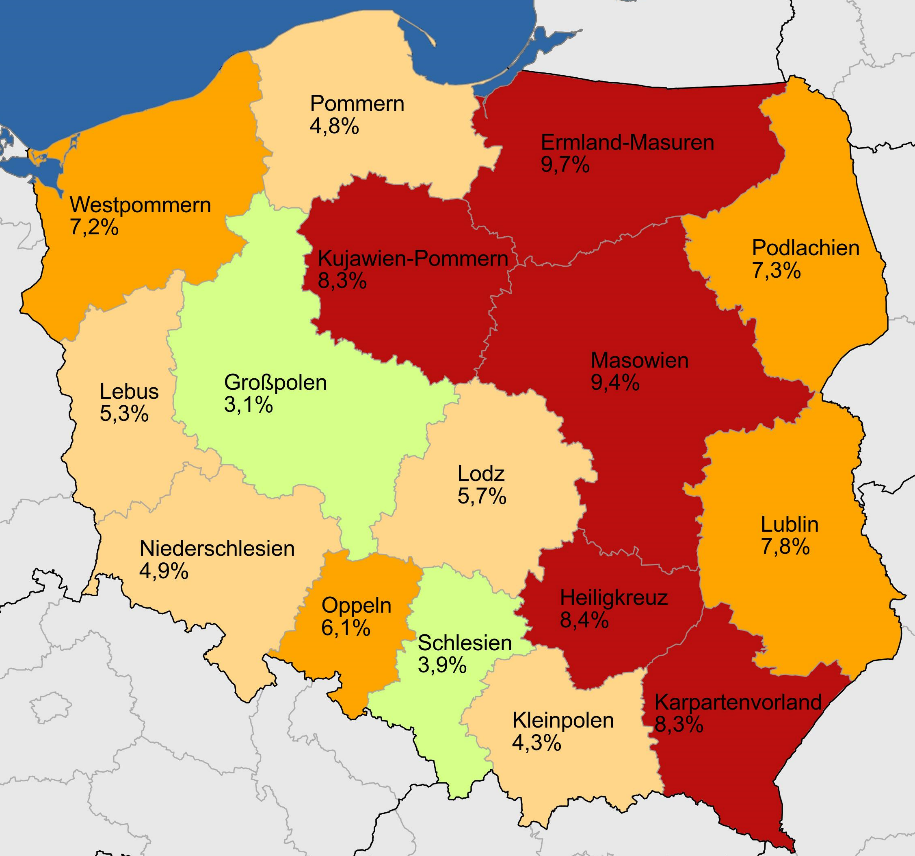 Pommern
4,8%
Ermland-Masuren
9,7%
Westpommern
7,2%
Podlachien
7,3%
Kujawien-Pommern
8,3%
Masowien
9,4%
Großpolen
3,1%
Lebus
5,3%
Lodz
5,7%
Lublin
7,8%
Niederschlesien
4,9%
Heiligkreuz
8,4%
Oppeln
6,1%
Schlesien
3,9%
Karpartenvorland
8,3%
Kleinpolen
4,3%